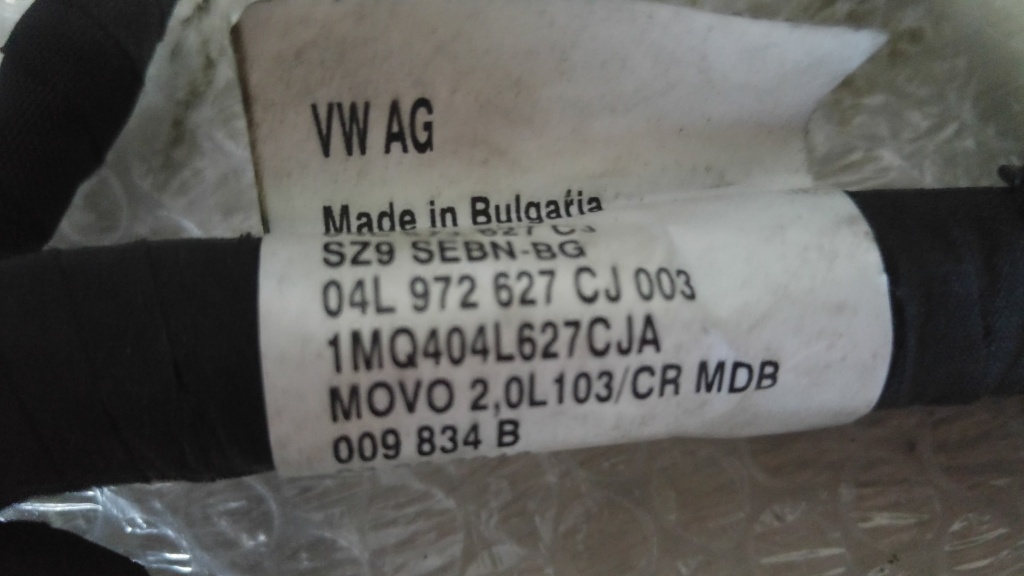 VW AG
Made in Bulgaria
SZ9 SEBN-BG
04L 972 627 CJ 003
1MQ404L627CJA
MOVO 2,0L103/CR MDB
009 834 B